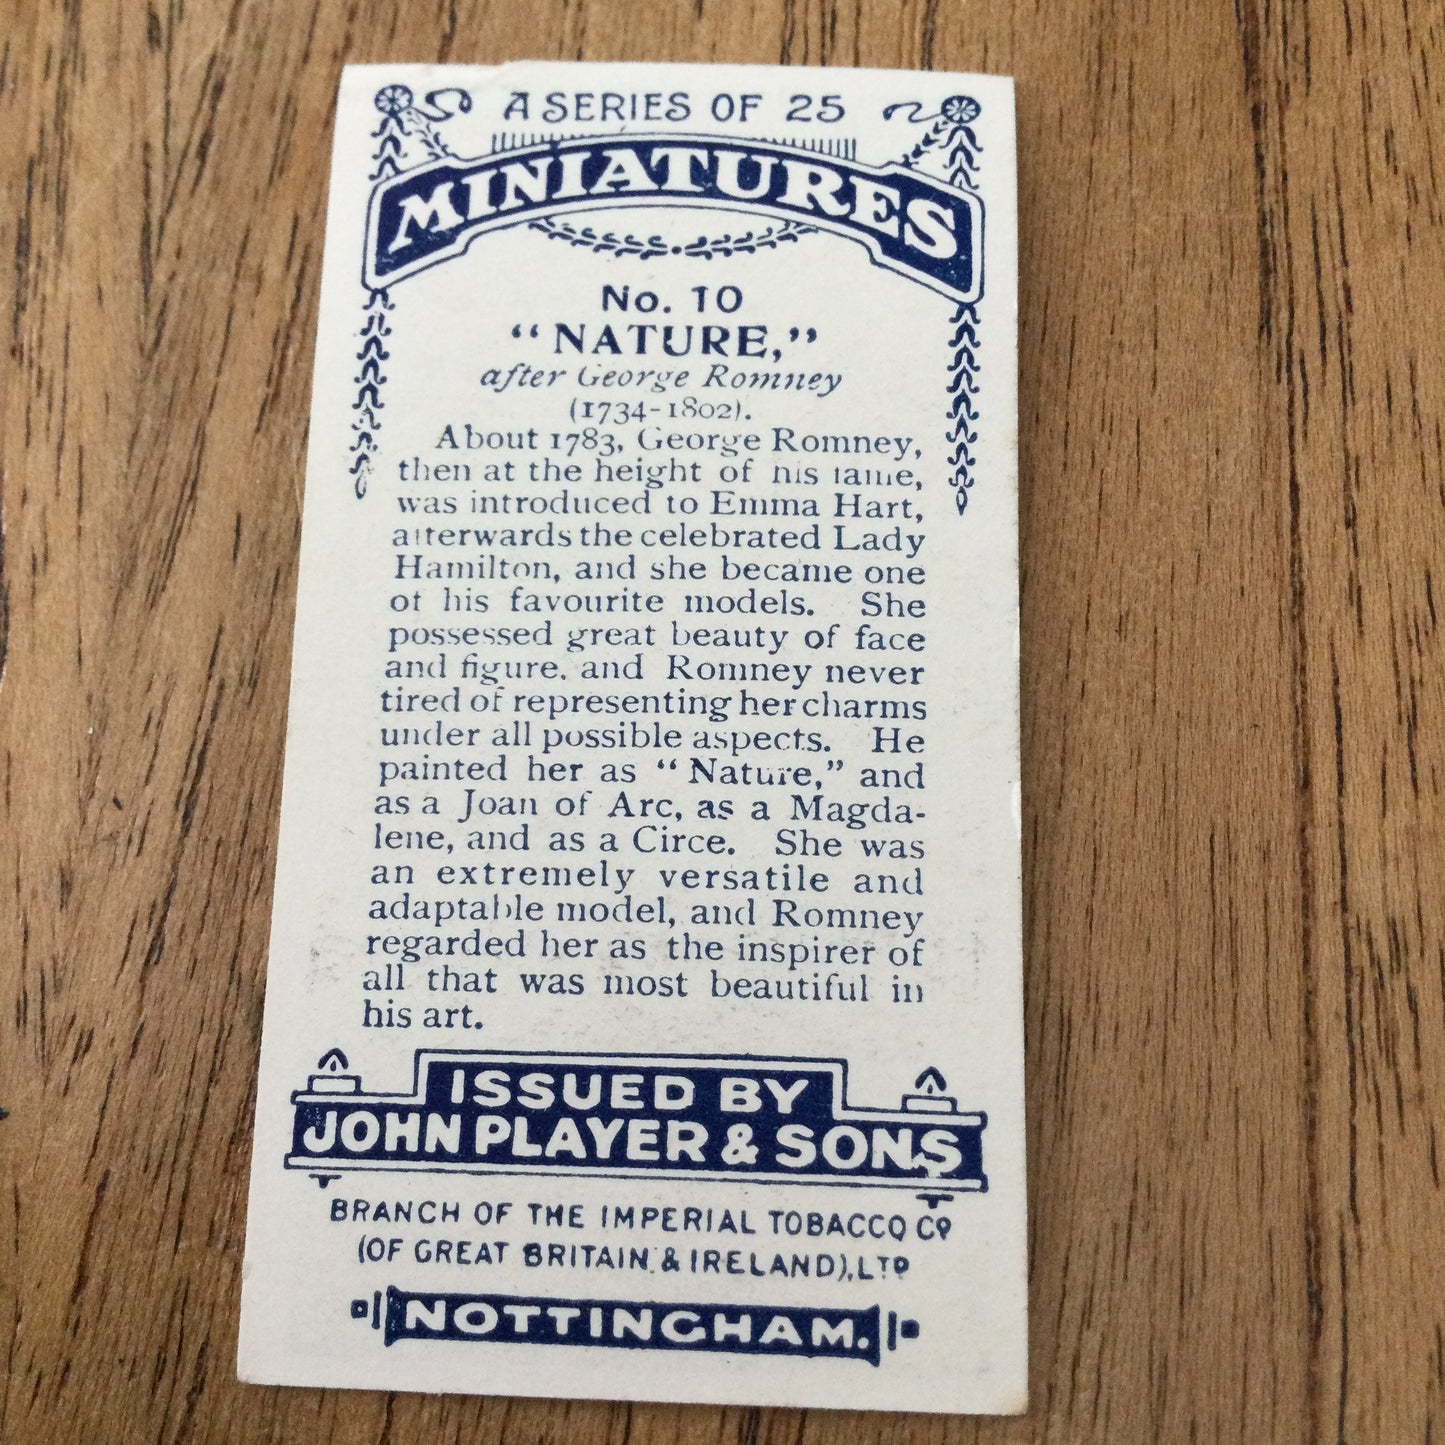 A SERIES OF 25
MINIATURES
No. 10
"NATURE,"
after George Romney
(1734-1802).
About 1783, George Romney,
then at the height of his fame,
was introduced to Emma Hart,
afterwards the celebrated Lady
Hamilton, and she became one
of his favourite models. She
possessed great beauty of face
and figure, and Romney never
tired of representing her charms
under all possible aspects. He
painted her as "Nature," and
as a Joan of Arc, as a Magda-
lene, and as a Circe. She was
an extremely versatile and
adaptable model, and Romney
regarded her as the inspirer of
all that was most beautiful in
his art.
ISSUED BY
JOHN PLAYER & SONS
BRANCH OF THE IMPERIAL TOBACCO CO
(OF GREAT BRITAIN & IRELAND), LTD
NOTTINGHAM.